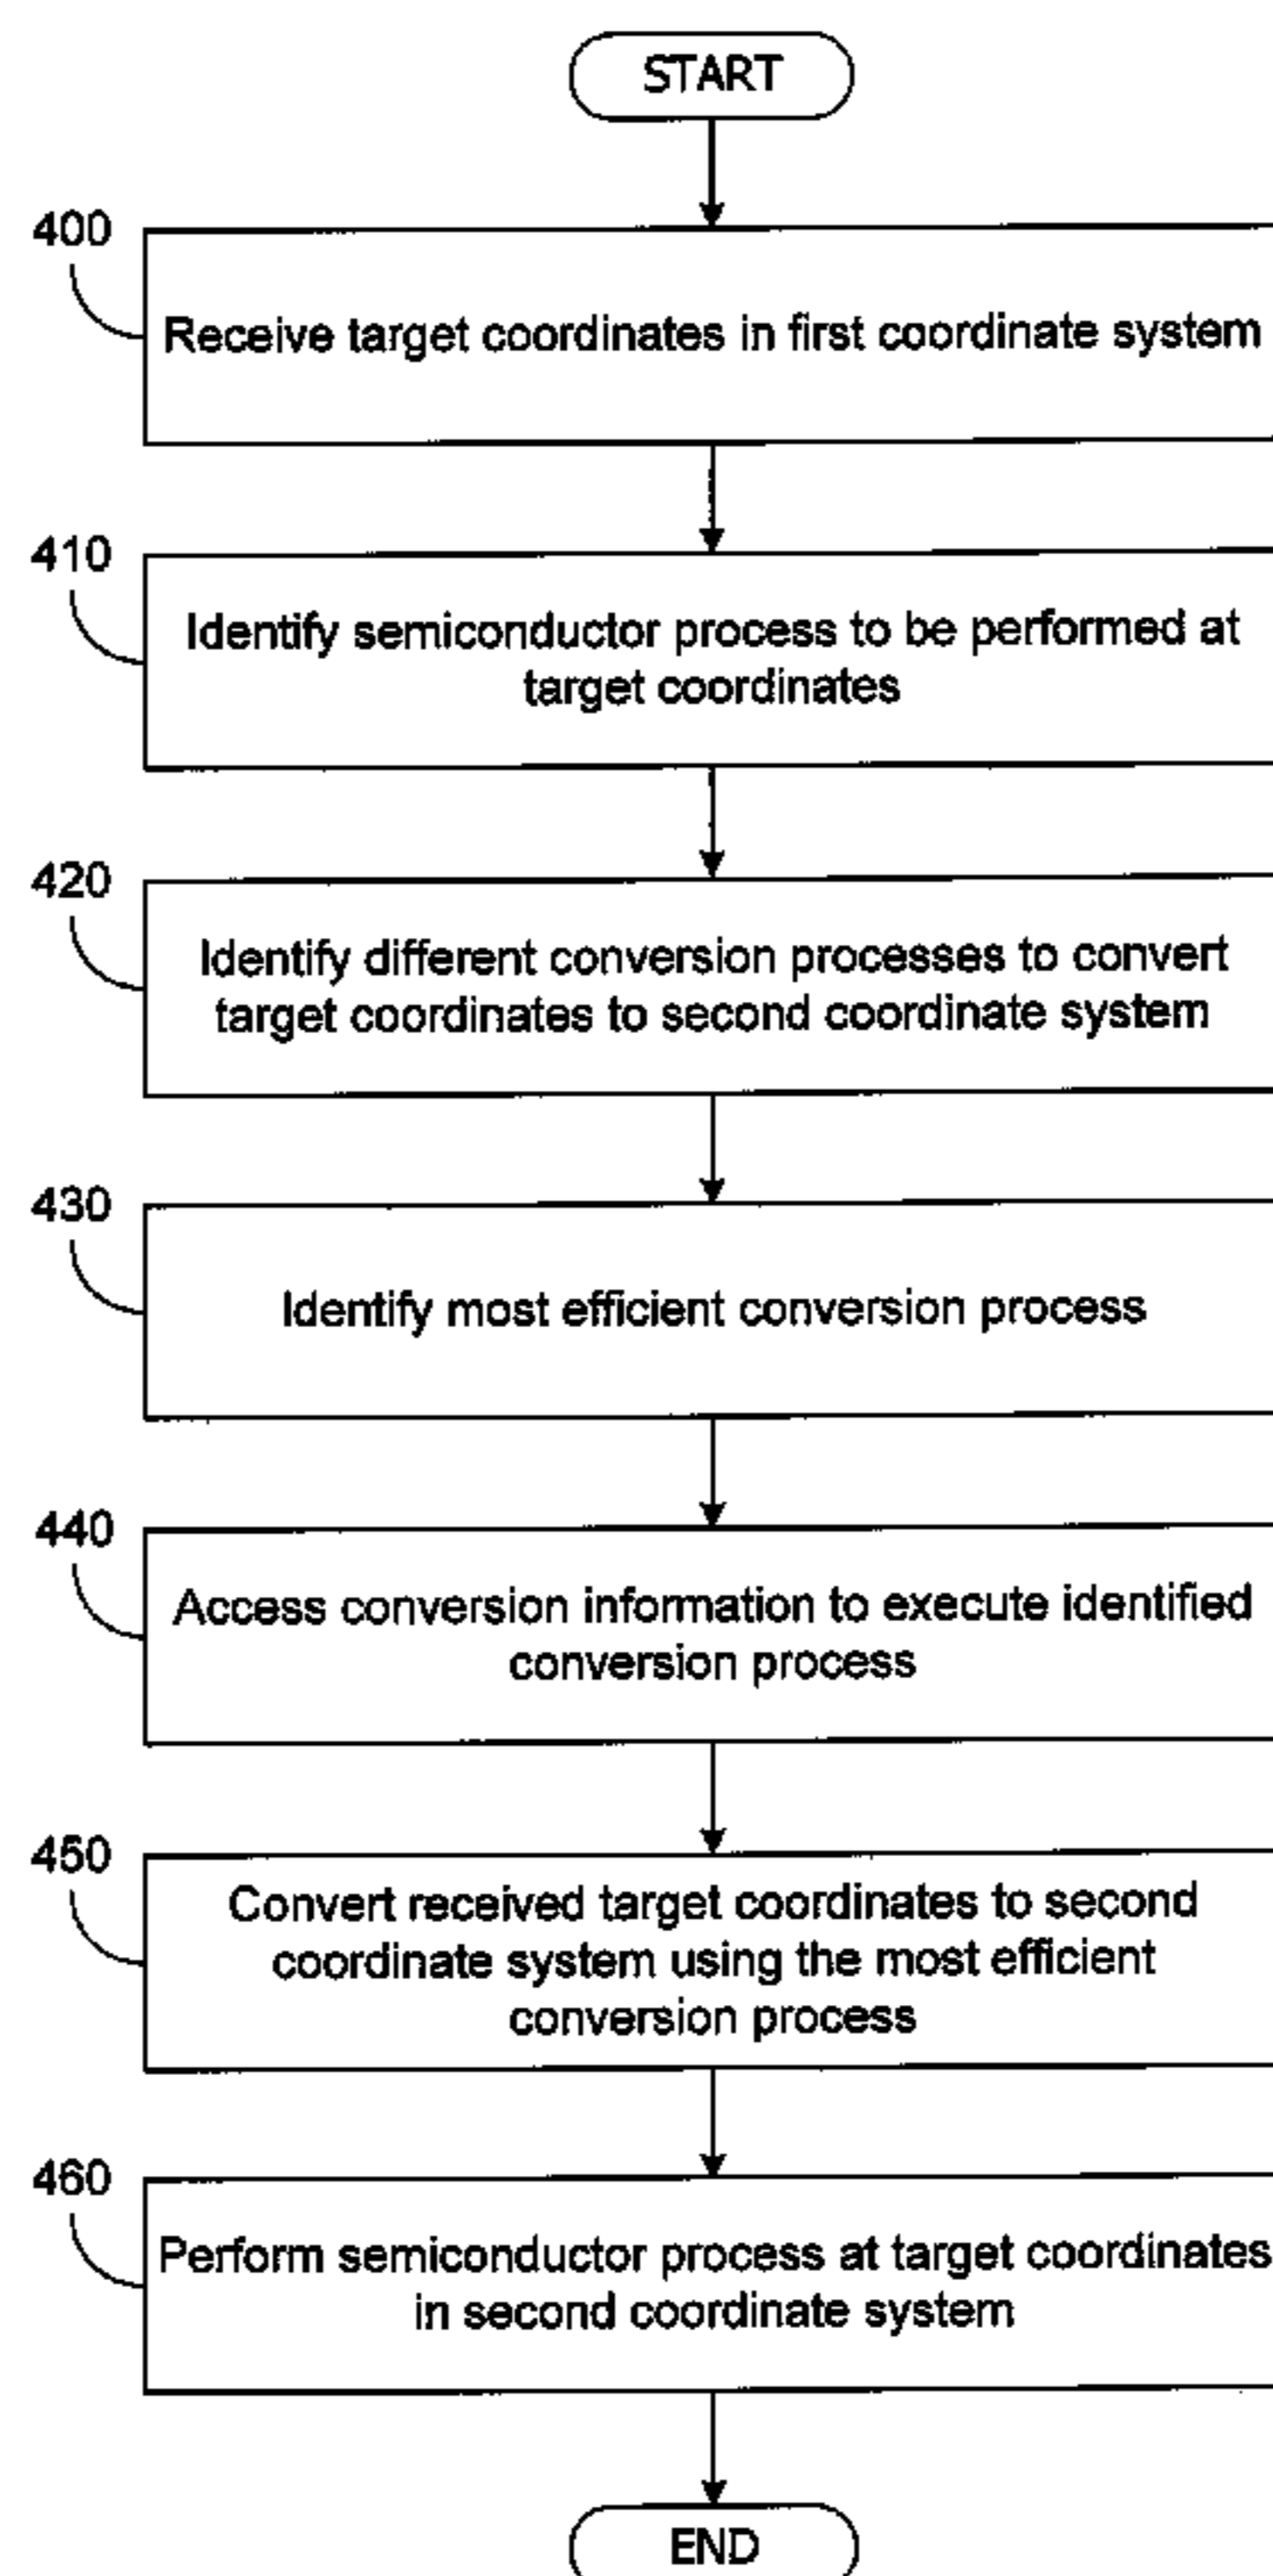 START
400
Receive target coordinates in first coordinate system
410
Identify semiconductor process to be performed at
target coordinates
420
Identify different conversion processes to convert
target coordinates to second coordinate system
430
Identify most efficient conversion process
440
Access conversion information to execute identified
conversion process
450
Convert received target coordinates to second
coordinate system using the most efficient
conversion process
460
Perform semiconductor process at target coordinates
in second coordinate system
END